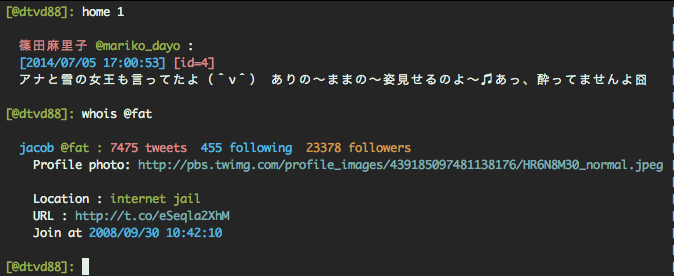 [@dtvd88]: home 1
篠田麻里子 @mariko_dayo :
[2014/07/05 17:00:53] [id=4]
アナと雪の女王も言ってたよ（＾v＾） ありの〜ままの〜姿見せるのよ〜♫あっ、酔ってませんよ囧
[@dtvd88]: whois @fat
jacob @fat : 7475 tweets 455 following 23378 followers
Profile photo: http://pbs.twimg.com/profile_images/439185097481138176/HR6N8M30_normal.jpeg
Location : internet jail
URL : http://t.co/eSeqla2XhM
Join at 2008/09/30 10:42:10
[@dtvd88]: